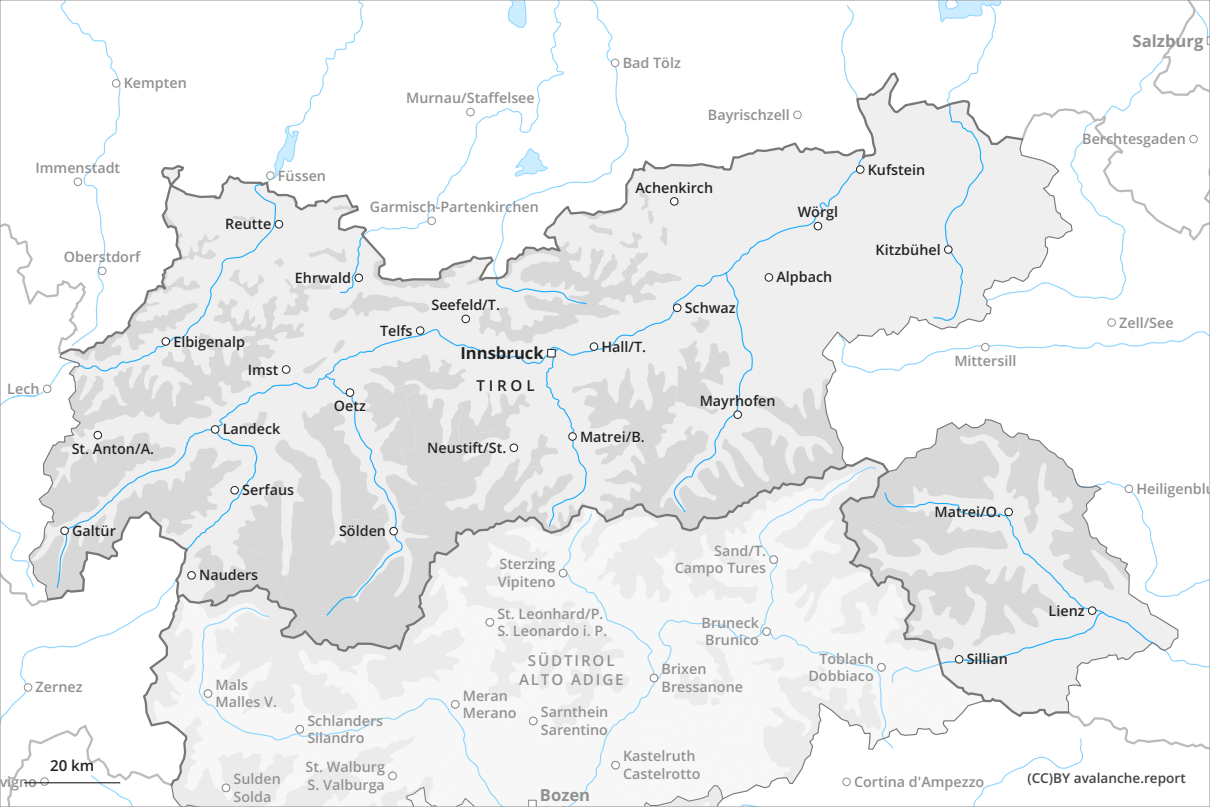 Salzburg
Bad Tölz
Kempten
Murnau/Staffelsee
Bayrischzell
Berchtesgaden
Immenstadt
Füssen
Kufstein
Achenkirch
Garmisch-Partenkirchen
Wörgl
Reutte
Kitzbühel
Oberstdorf
Ehrwald
Alpbach
Seefeld/T.
Schwaz
Zell/See
Telfs
Elbigenalp
Hall/T.
Innsbruck
Mittersill
Imst
TIROL
Lech
Oetz
Mayrhofen
Landeck
Matrei/B.
St. Anton/A.
Neustift/St.
Serfaus
Heiligenblu
Matrei/O.
Galtür
Sölden
Sand/T.
Campo Tures
Sterzing
Vipiteno
Nauders
Lienz
St. Leonhard/P.
S. Leonardo i. P.
Bruneck
Brunico
SÜDTIROL
ALTO ADIGE
Sillian
Toblach
Dobbiaco
Brixen
Bressanone
Zernez
Mals
Malles V.
Meran
Merano
Sarnthein
Sarentino
Schlanders
Silandro
Kastelruth
Castelrotto
20 km
St. Walburg
S. Valburga
vigno
Sulden
Solda
Cortina d'Ampezzo
(CC)BY avalanche.report
Bozen